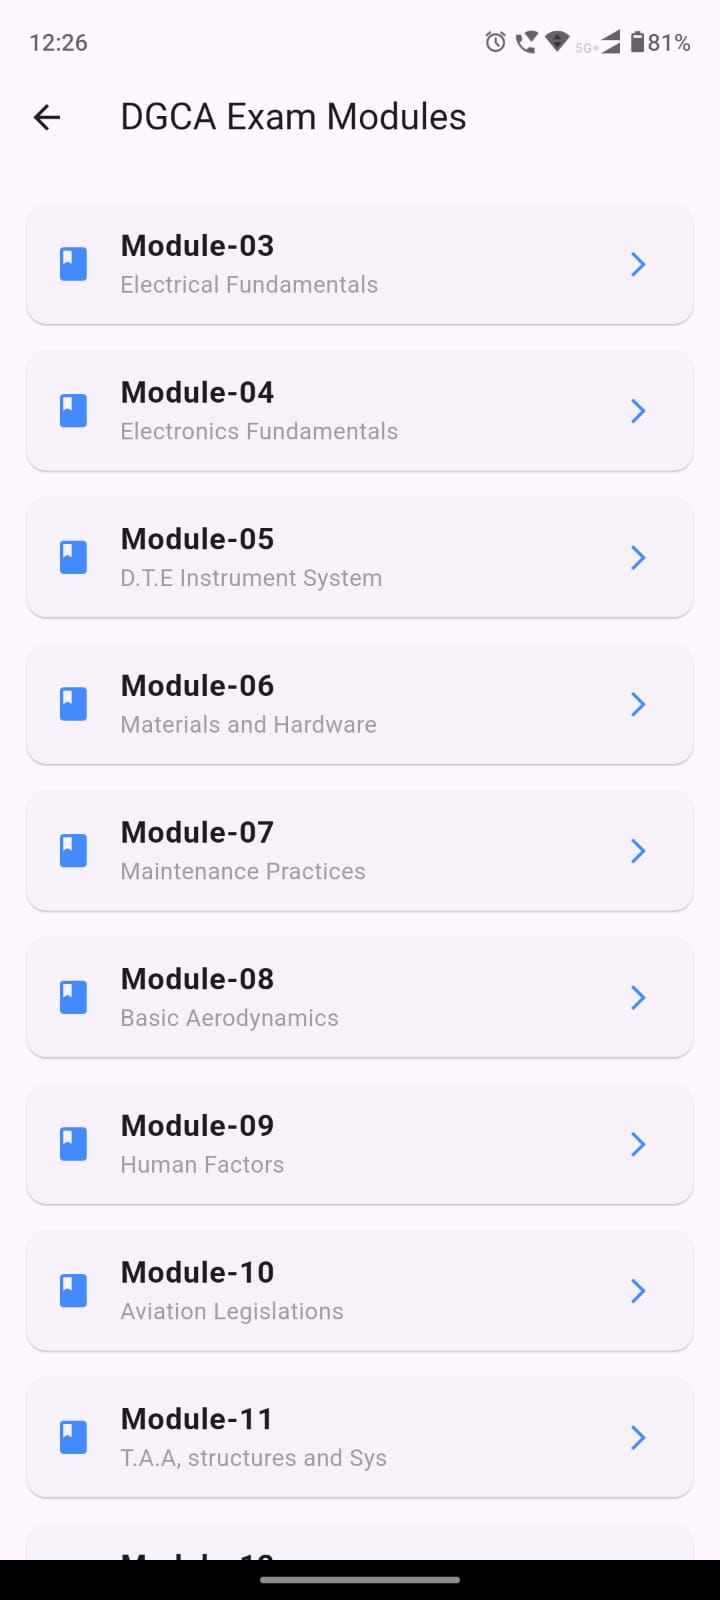 12:26
5G+ 81%
DGCA Exam Modules
Module-03
Electrical Fundamentals
Module-04
Electronics Fundamentals
Module-05
D.T.E Instrument System
Module-06
Materials and Hardware
Module-07
Maintenance Practices
Module-08
Basic Aerodynamics
Module-09
Human Factors
Module-10
Aviation Legislations
Module-11
T.A.A, structures and Sys